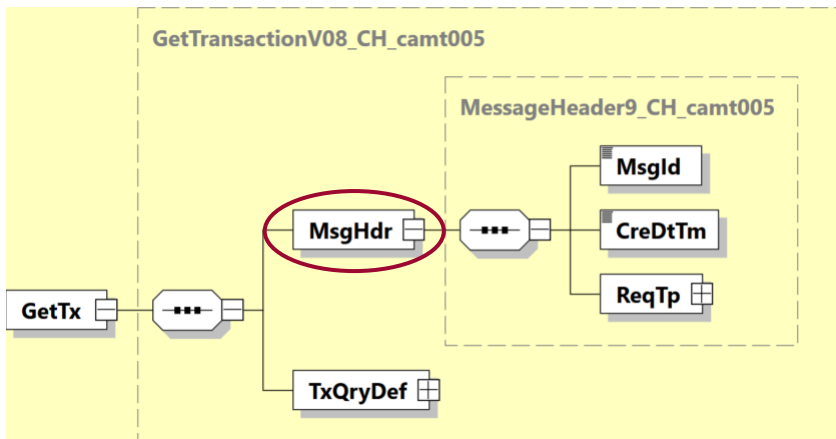 GetTransactionV08_CH_camt005
MessageHeader9_CH_camt005
MsgId
MsgHdr
CreDtTm
ReqTp
GetTx
TxQryDef